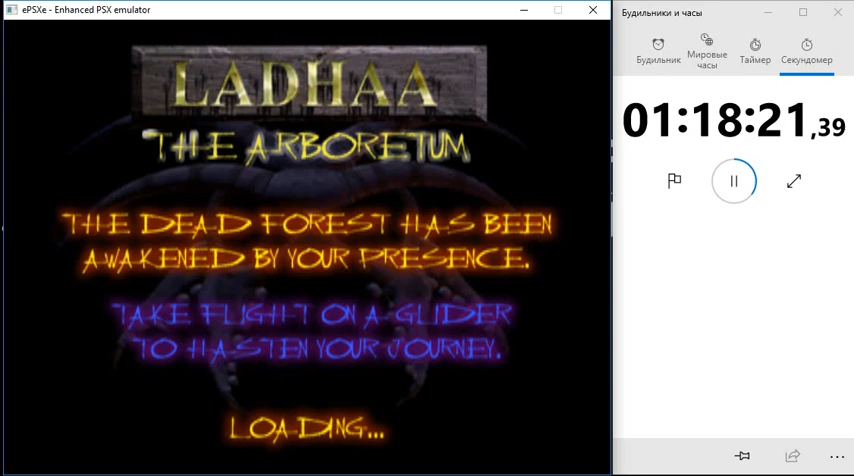 ePSXe - Enhanced PSX emulator
LADHAA
THE ARBORETUM
THE DEAD FOREST HAS BEEN
AWAKENED BY YOUR PRESENCE.
TAKE FLIGHT ON A GLIDER
TO HASTEN YOUR JOURNEY.
LOADING...
Будильники и часы
Будильник
Мировые
часы
Таймер
Секундомер
01:18:21,39